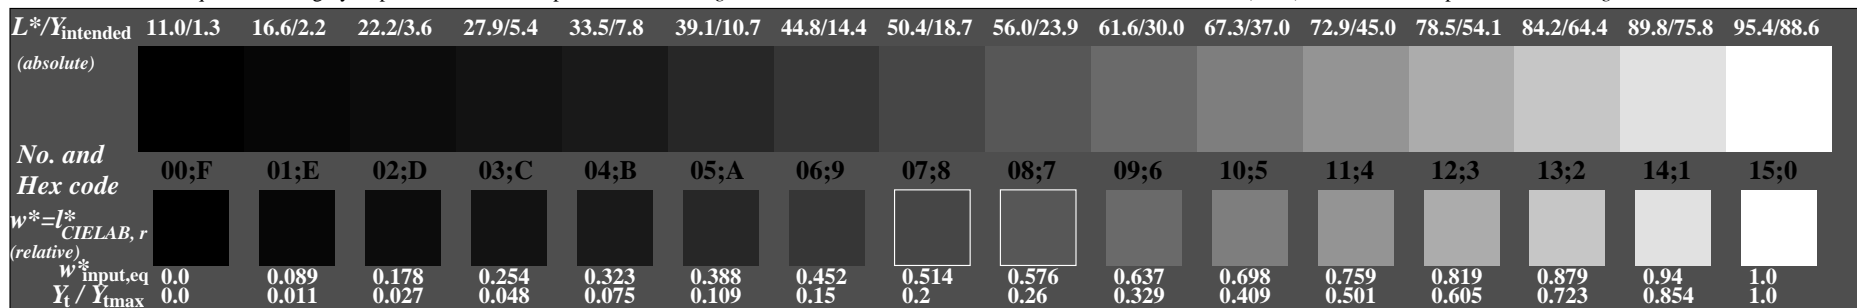 L*/Yintended 11.0/1.3 16.6/2.2 22.2/3.6 27.9/5.4 33.5/7.8 39.1/10.7 44.8/14.4 50.4/18.7 56.0/23.9 61.6/30.0 67.3/37.0 72.9/45.0 78.5/54.1 84.2/64.4 89.8/75.8 95.4/88.6
(absolute)
No. and
Hex code
00;F 01;E 02;D 03;C 04;B 05;A 06;9 07;8 08;7 09;6 10;5 11;4 12;3 13;2 14;1 15;0
w*=l*CIELAB, r
(relative)
w*input,eq 0.0 0.089 0.178 0.254 0.323 0.388 0.452 0.514 0.576 0.637 0.698 0.759 0.819 0.879 0.94 1.0
Yt / Ytmax 0.0 0.011 0.027 0.048 0.075 0.109 0.15 0.2 0.26 0.329 0.409 0.501 0.605 0.723 0.854 1.0